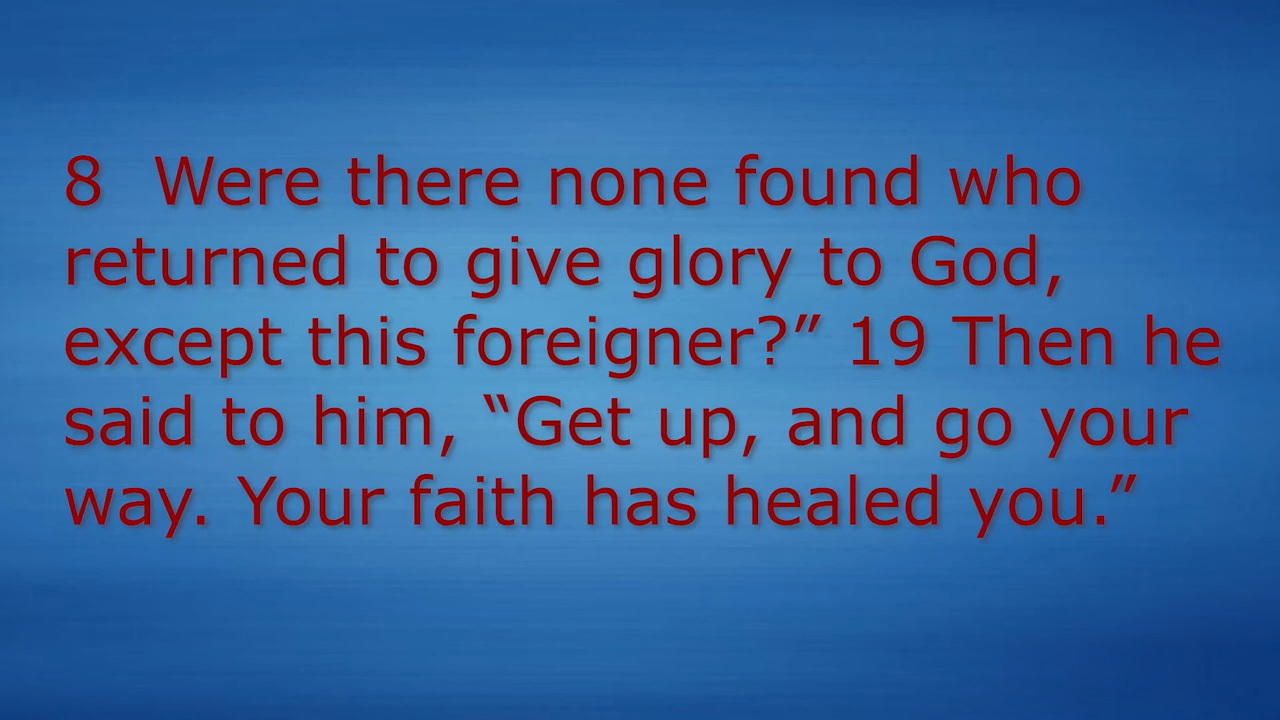 8  Were there none found who
returned to give glory to God,
except this foreigner?” 19 Then he
said to him, “Get up, and go your
way. Your faith has healed you.”